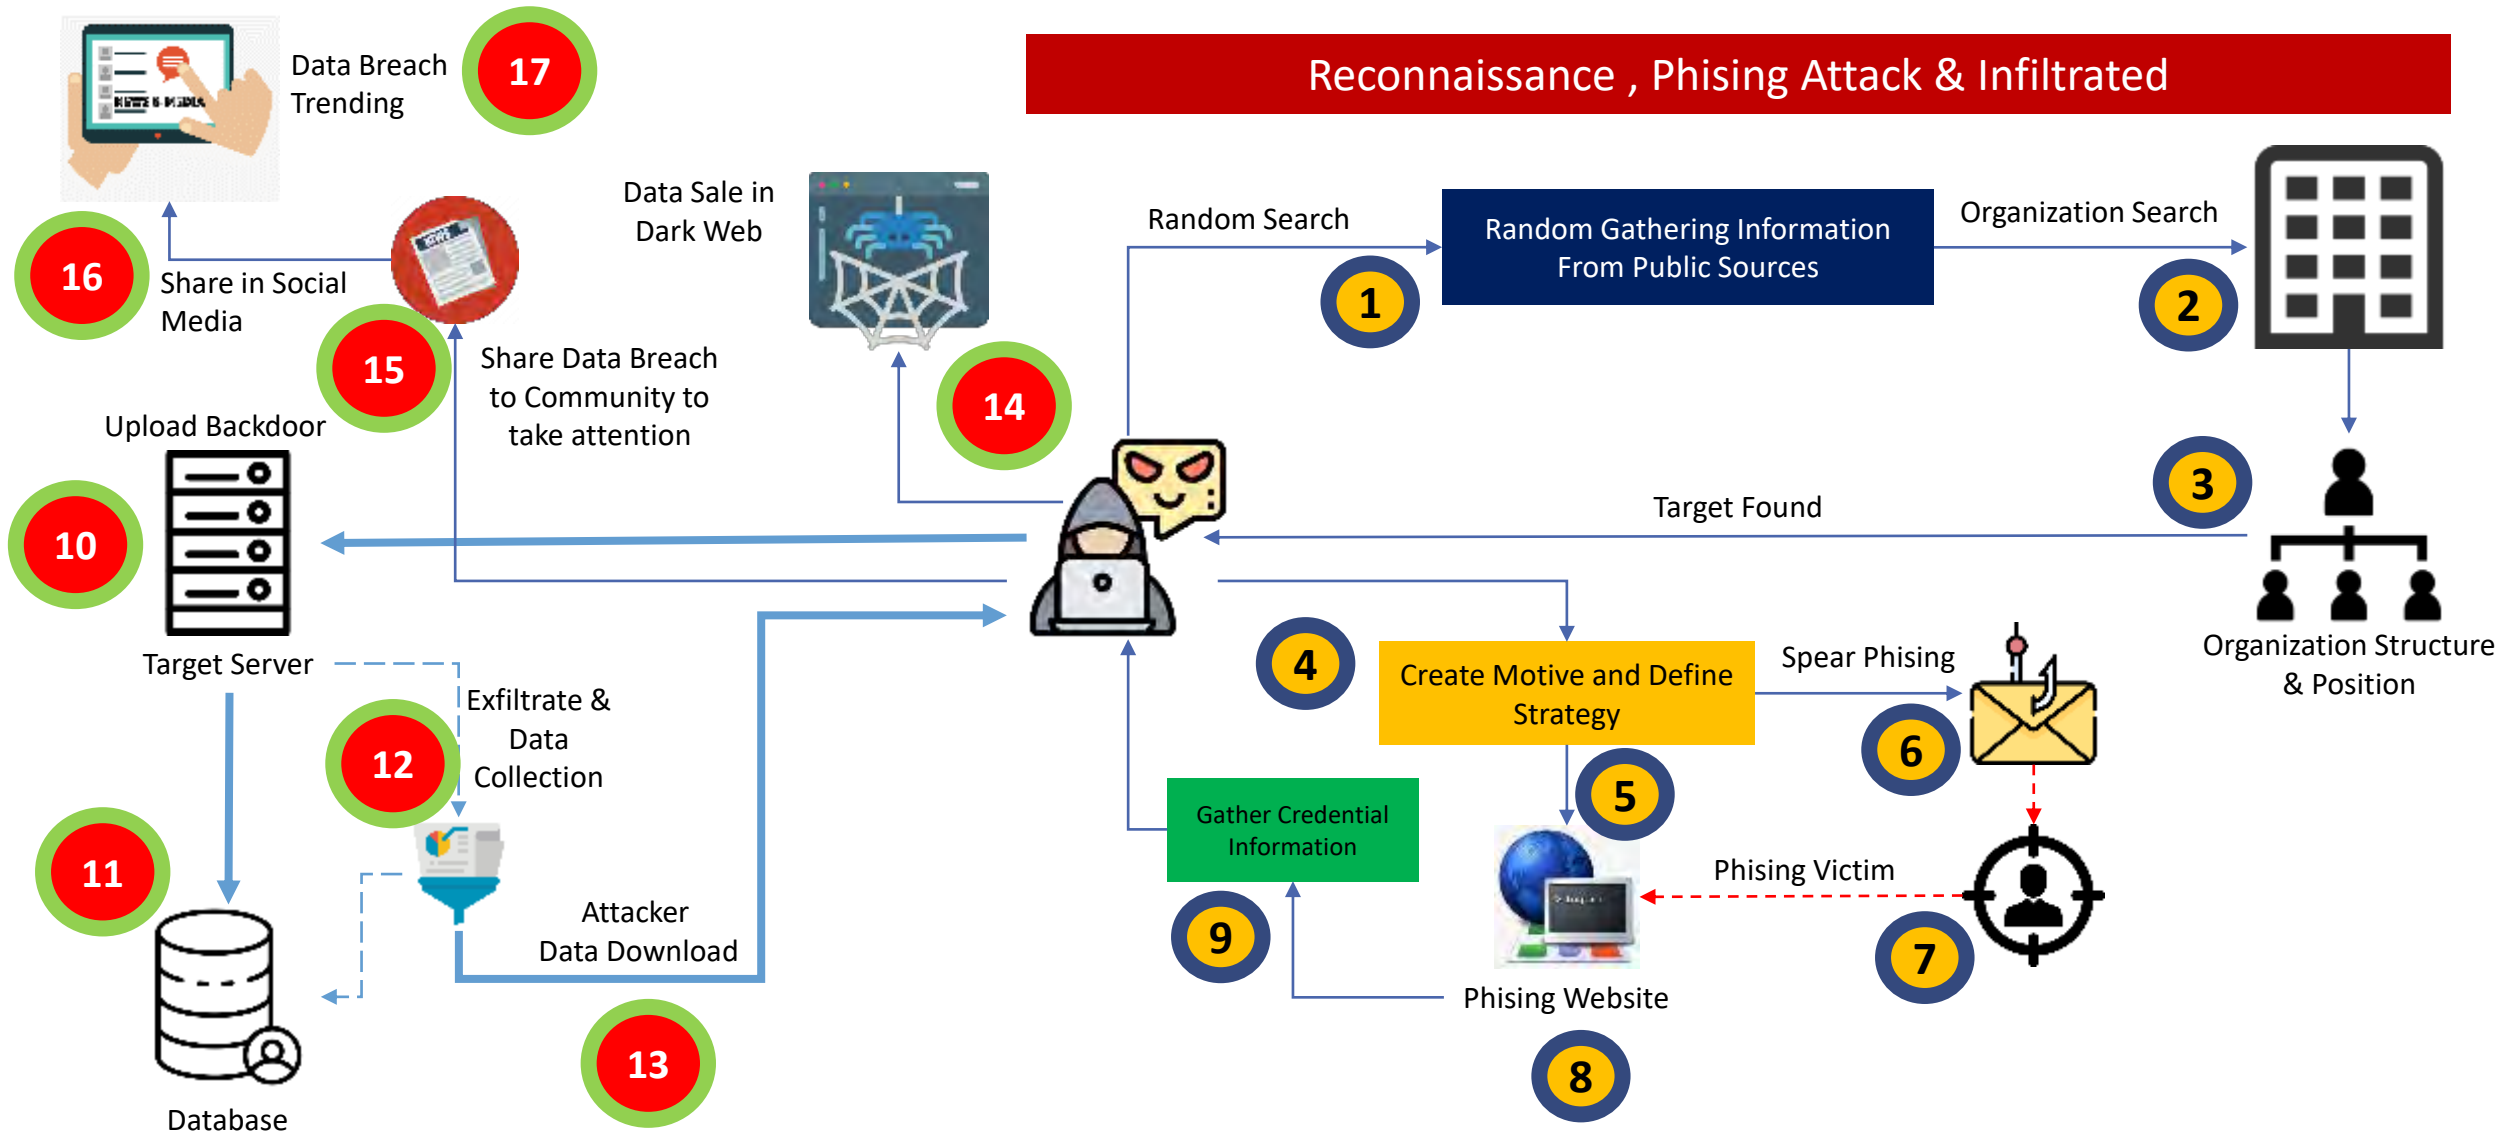 Reconnaissance , Phising Attack & Infiltrated
Data Breach
Trending
17
NEWS & MEDIA
16
Share in Social
Media
NEWS
15
Share Data Breach
to Community to
take attention
Data Sale in
Dark Web
14
Random Search
1
Random Gathering Information
From Public Sources
Organization Search
2
3
Target Found
Organization Structure
& Position
4
Create Motive and Define
Strategy
Spear Phising
6
5
Phising Victim
7
Phising Website
8
Gather Credential
Information
9
Upload Backdoor
10
Target Server
Exfiltrate &
Data
Collection
12
11
Database
Attacker
Data Download
13